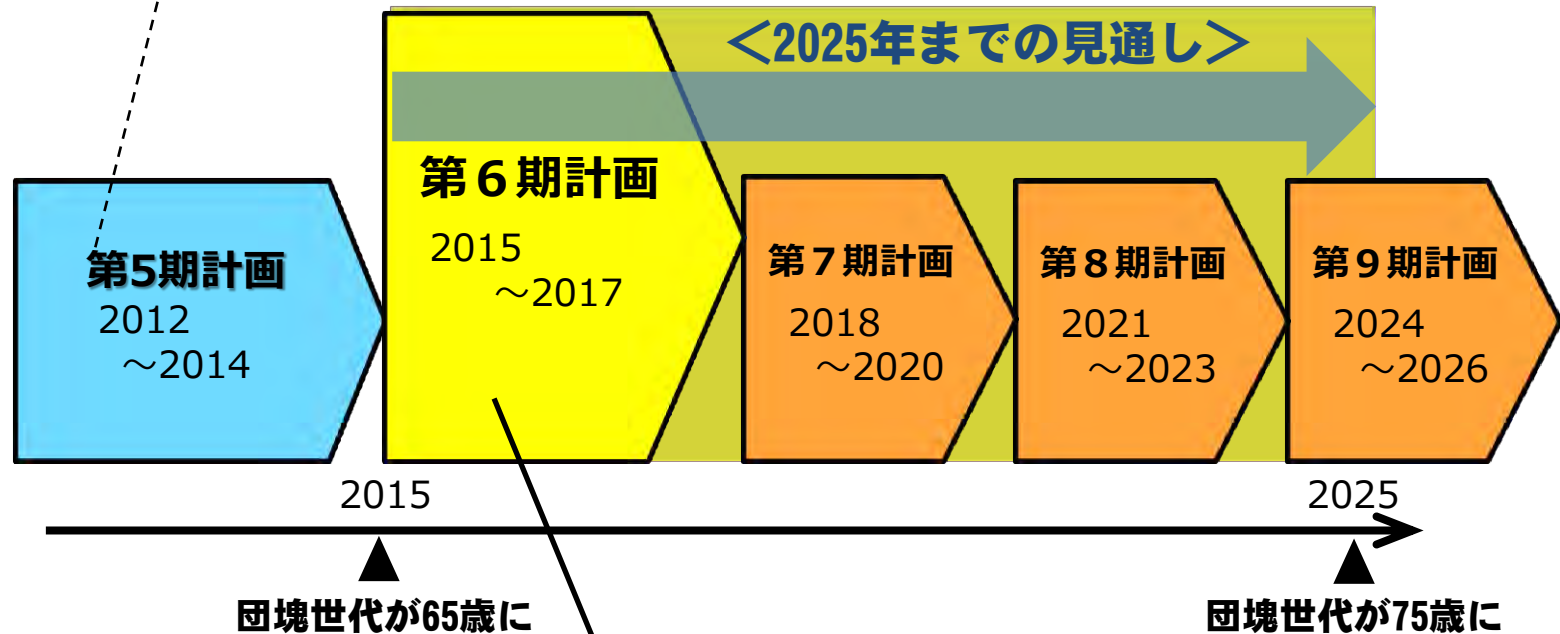 ＜2025年までの見通し＞
第5期計画
2012
～2014
第６期計画
2015
～2017
第７期計画
2018
～2020
第８期計画
2021
～2023
第９期計画
2024
～2026
2015
2025
団塊世代が65歳に
団塊世代が75歳に